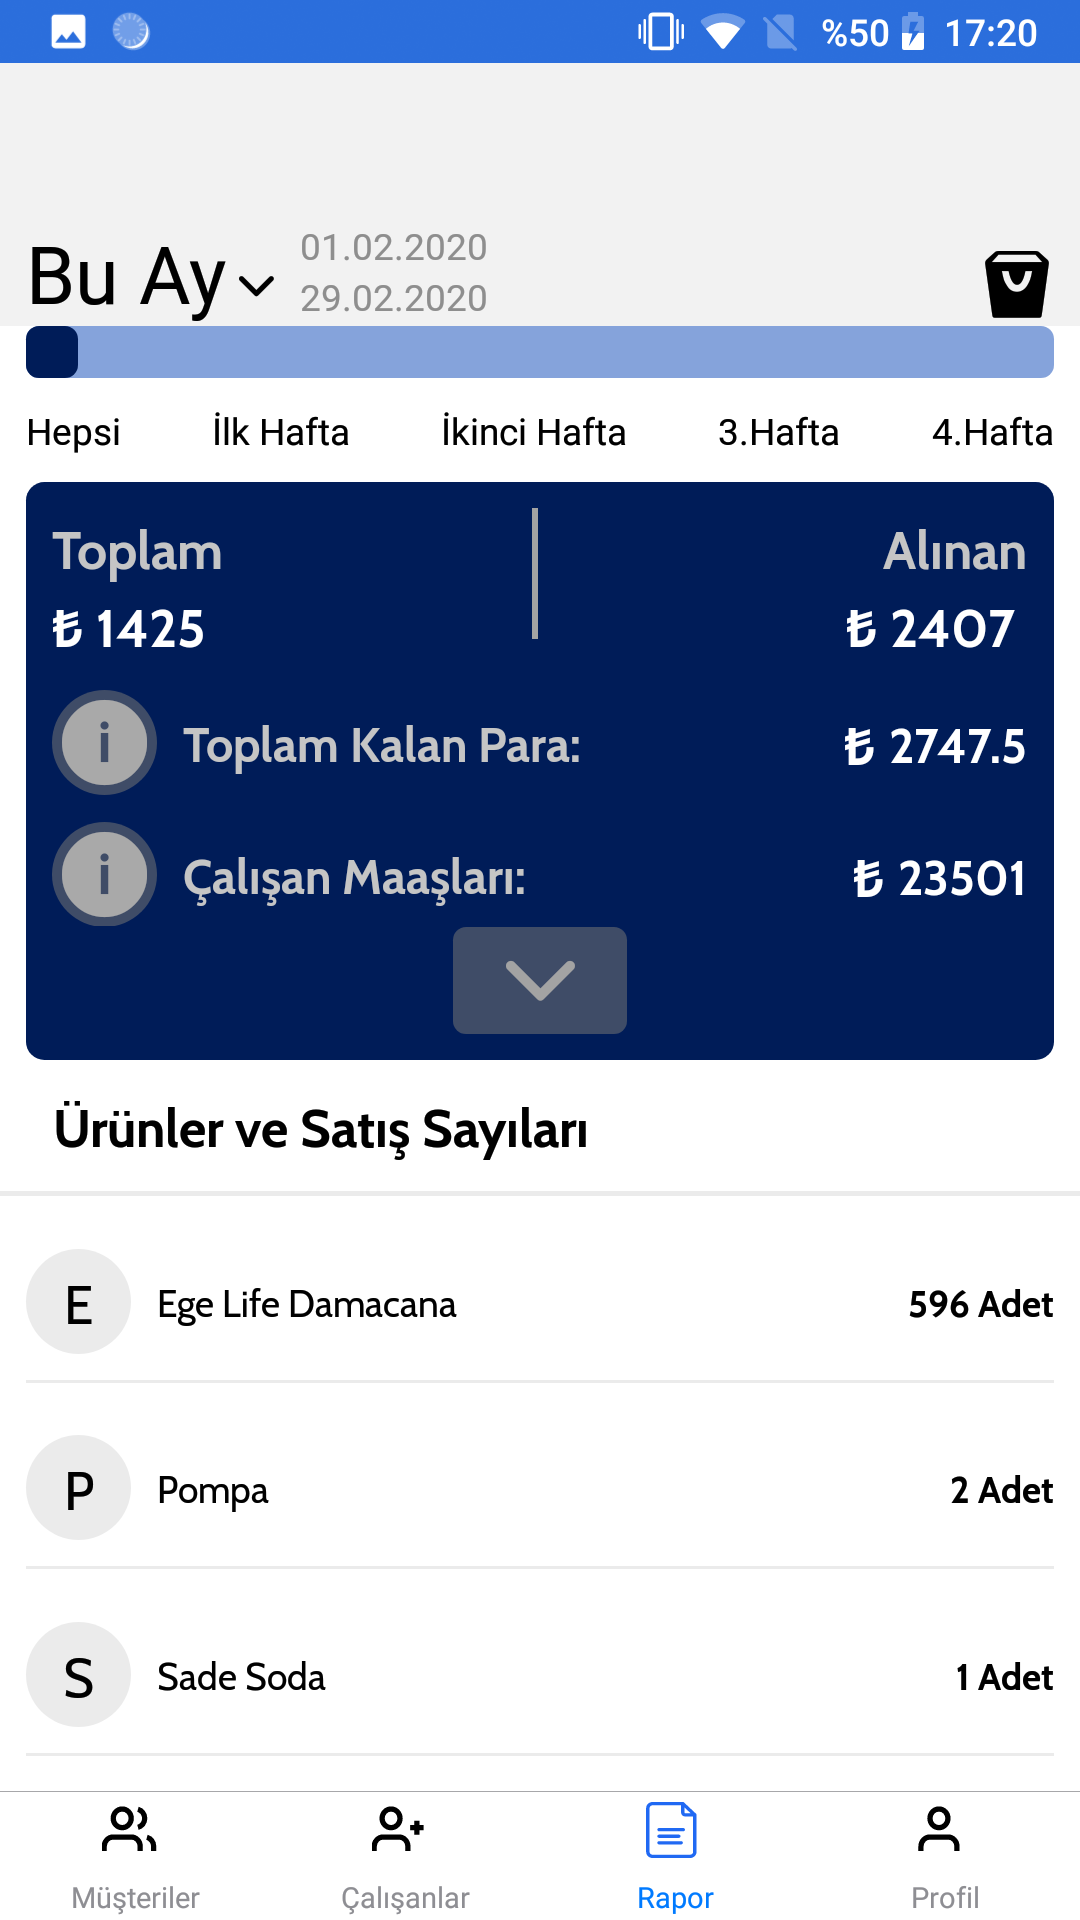 %50 17:20
Bu Ay
01.02.2020
29.02.2020
Hepsi İlk Hafta İkinci Hafta 3.Hafta 4.Hafta
Toplam Alınan
₺ 1425 ₺ 2407
i Toplam Kalan Para: ₺ 2747.5
i Çalışan Maaşları: ₺ 23501
Ürünler ve Satış Sayıları
E Ege Life Damacana 596 Adet
P Pompa 2 Adet
S Sade Soda 1 Adet
Müşteriler Çalışanlar Rapor Profil